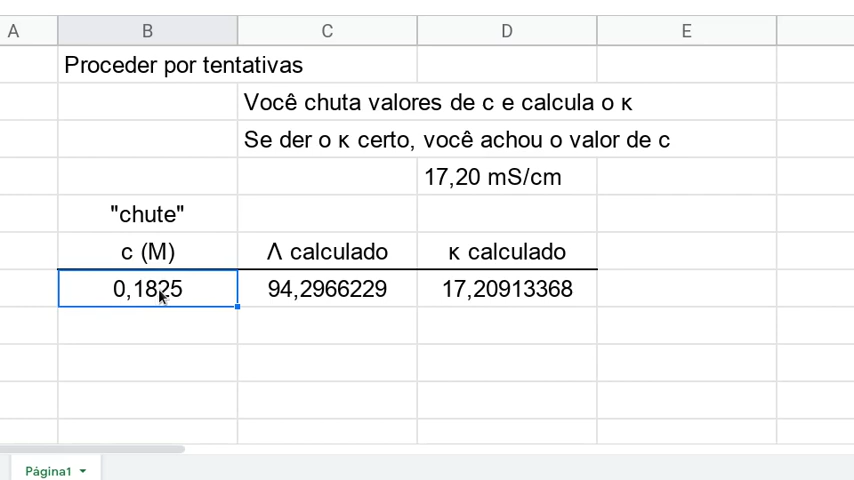 A B C D E
Proceder por tentativas
Você chuta valores de c e calcula o κ
Se der o κ certo, você achou o valor de c
17,20 mS/cm
"chute"
c (M) Λ calculado κ calculado
0,1825 94,2966229 17,20913368
Página1